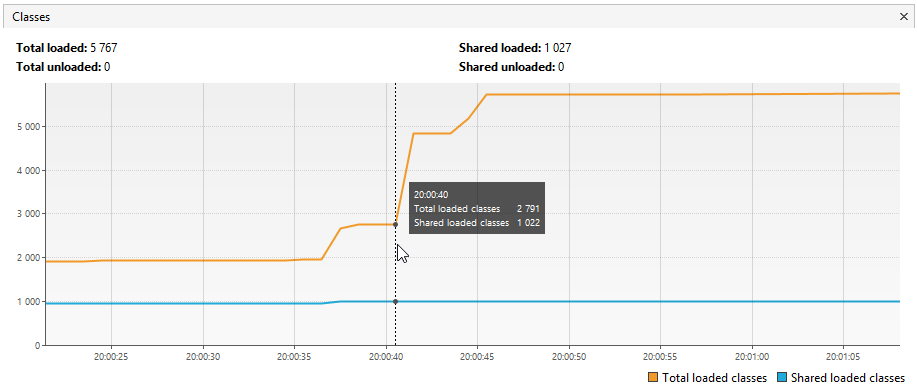 Classes
Total loaded: 5 767 Shared loaded: 1 027
Total unloaded: 0 Shared unloaded: 0
5 000
4 000
3 000
2 000
1 000
0
20:00:40
Total loaded classes 2 791
Shared loaded classes 1 022
20:00:25 20:00:30 20:00:35 20:00:40 20:00:45 20:00:50 20:00:55 20:01:00 20:01:05
Total loaded classes Shared loaded classes